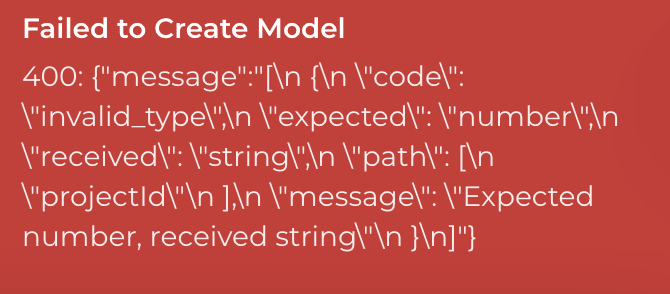 Failed to Create Model
400: {"message":"[\n {\n \"code\":
\"invalid_type\",\n \"expected\": \"number\",\n
\"received\": \"string\",\n \"path\": [\n
\"projectId\"\n ],\n \"message\": \"Expected
number, received string\"\n }\n]"}